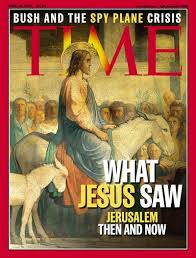 BUSH AND THE SPY PLANE CRISIS
TIME
WHAT
JESUS SAW
JERUSALEM
THEN AND NOW